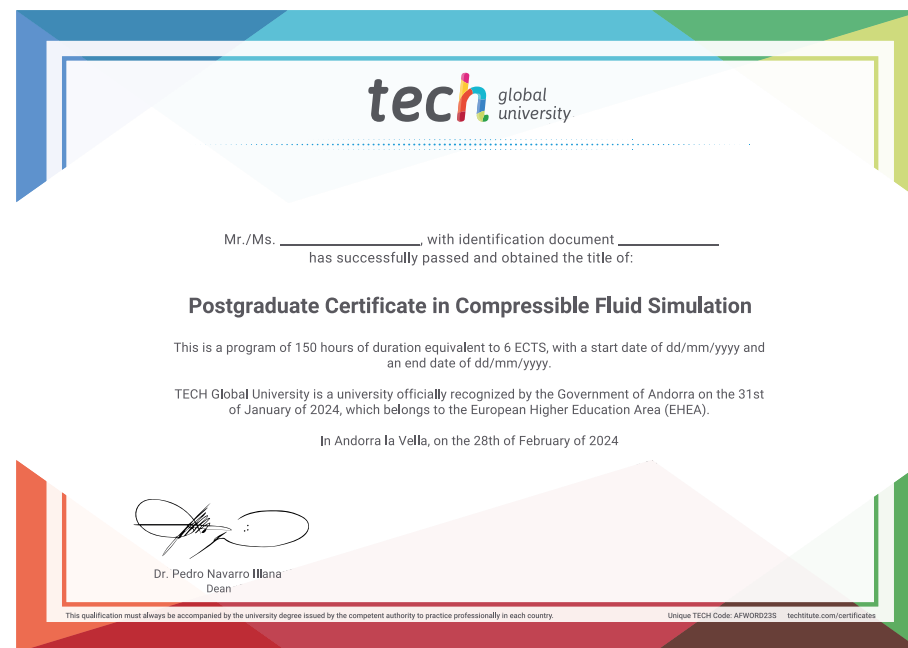 tech global university
Mr./Ms. ____________, with identification document ____________
has successfully passed and obtained the title of:
Postgraduate Certificate in Compressible Fluid Simulation
This is a program of 150 hours of duration equivalent to 6 ECTS, with a start date of dd/mm/yyyy and
an end date of dd/mm/yyyy.
TECH Global University is a university officially recognized by the Government of Andorra on the 31st
of January of 2024, which belongs to the European Higher Education Area (EHEA).
In Andorra la Vella, on the 28th of February of 2024
Dr. Pedro Navarro Illana
Dean
This qualification must always be accompanied by the university degree issued by the competent authority to practice professionally in each country. Unique TECH Code: AFWORD23S techtitute.com/certificates